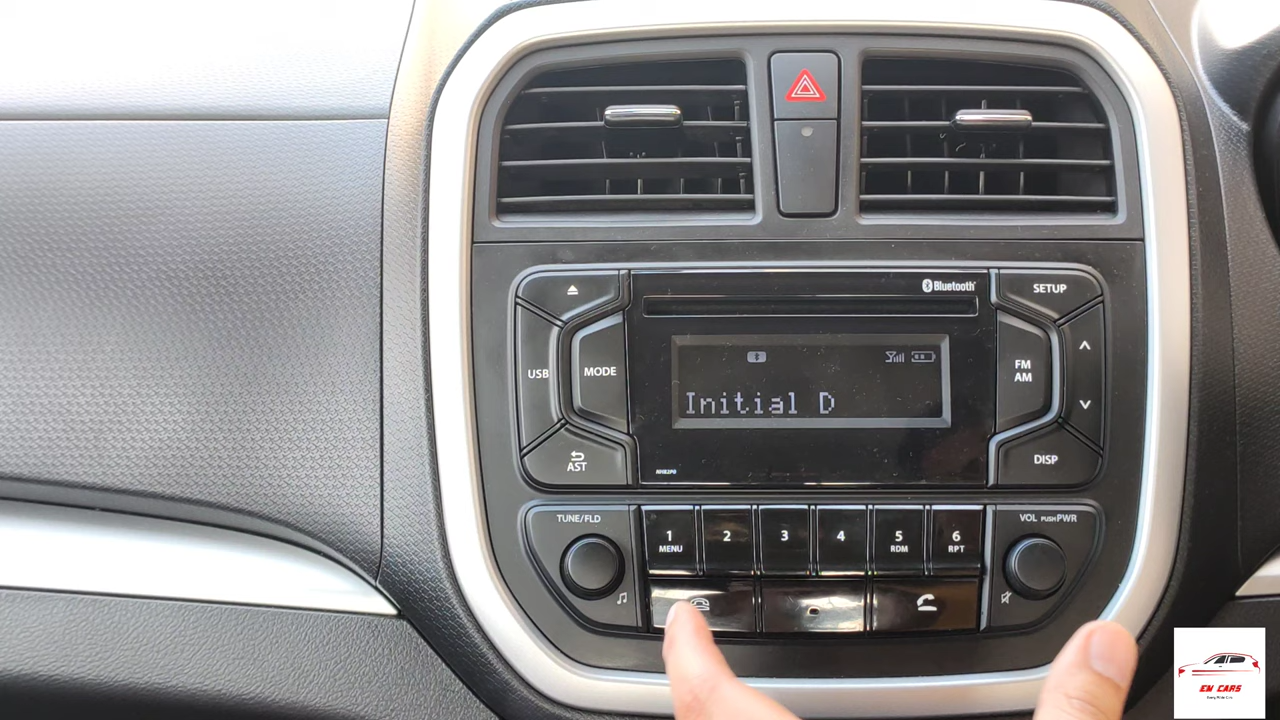 Bluetooth
SETUP
USB
MODE
FM
AM
Initial D
AST
DISP
TUNE/FLD
VOL PUSH PWR
1
MENU
2
3
4
5
RDM
6
RPT
EM CARS